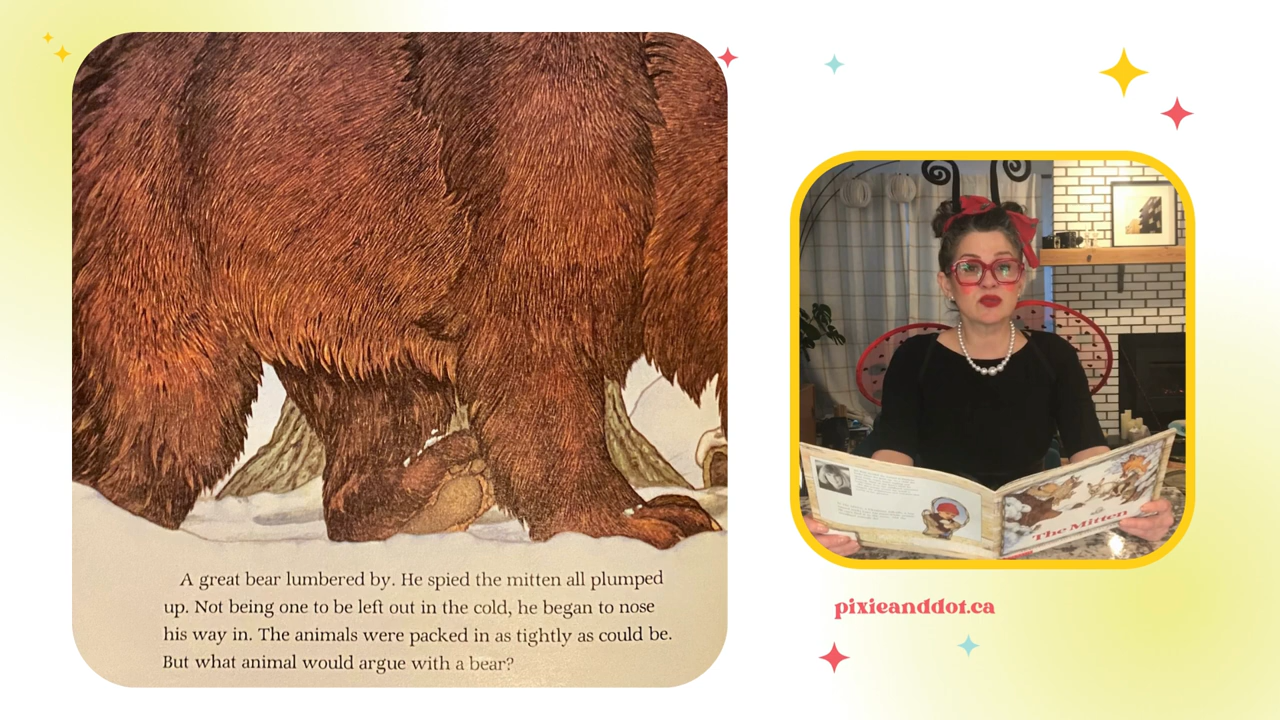 A great bear lumbered by. He spied the mitten all plumped
up. Not being one to be left out in the cold, he began to nose
his way in. The animals were packed in as tightly as could be.
But what animal would argue with a bear?
The Mitten
pixieanddot.ca